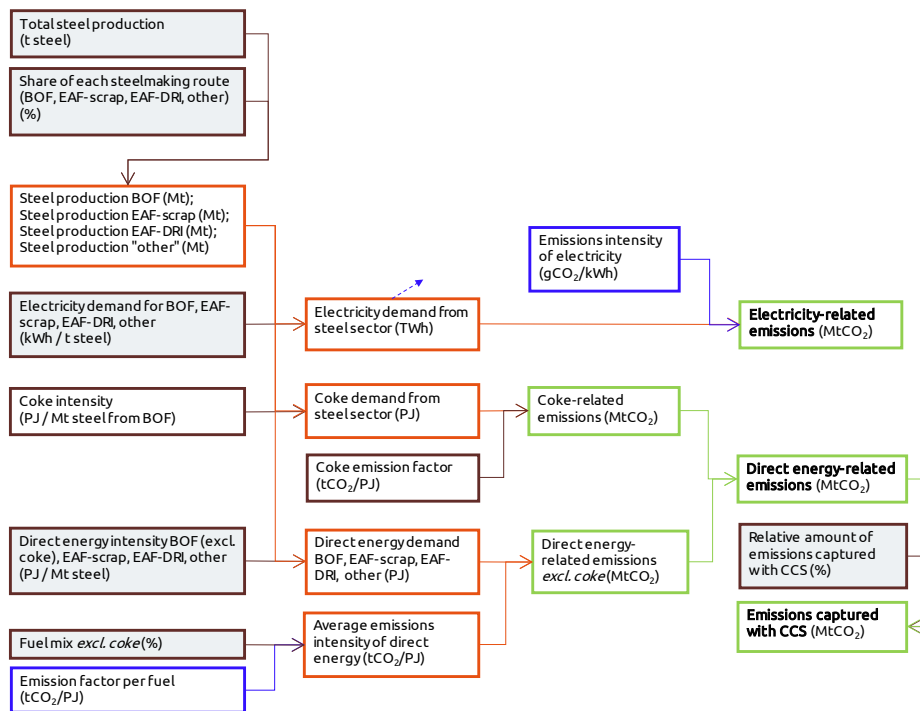 Total steel production
(t steel)
Share of each steelmaking route
(BOF, EAF-scrap, EAF-DRI, other)
(%)
Steel production BOF (Mt);
Steel production EAF-scrap (Mt);
Steel production EAF-DRI (Mt);
Steel production "other" (Mt)
Emissions intensity
of electricity
(gCO₂/kWh)
Electricity demand for BOF, EAF-
scrap, EAF-DRI, other
(kWh / t steel)
Electricity demand from
steel sector (TWh)
Electricity-related
emissions (MtCO₂)
Coke intensity
(PJ / Mt steel from BOF)
Coke demand from
steel sector (PJ)
Coke-related
emissions (MtCO₂)
Coke emission factor
(tCO₂/PJ)
Direct energy-related
emissions (MtCO₂)
Direct energy intensity BOF (excl.
coke), EAF-scrap, EAF-DRI, other
(PJ / Mt steel)
Direct energy demand
BOF, EAF-scrap, EAF-
DRI, other (PJ)
Direct energy-
related emissions
excl. coke (MtCO₂)
Relative amount of
emissions captured
with CCS (%)
Emissions captured
with CCS (MtCO₂)
Fuel mix excl. coke (%)
Average emissions
intensity of direct
energy (tCO₂/PJ)
Emission factor per fuel
(tCO₂/PJ)